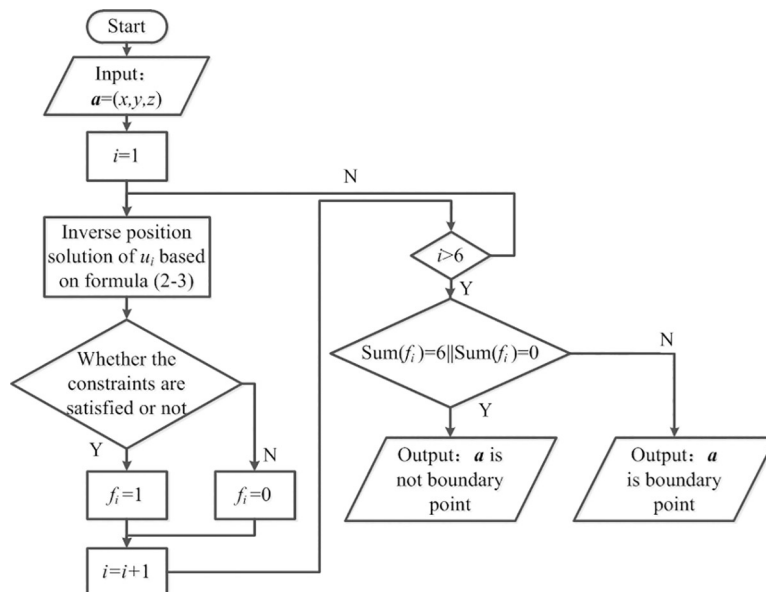 Start
Input：
a=(x,y,z)
i=1
Inverse position
solution of uᵢ based
on formula (2-3)
Whether the
constraints are
satisfied or not
Y
N
fᵢ=1
fᵢ=0
i=i+1
N
i>6
Y
Sum(fᵢ)=6||Sum(fᵢ)=0
N
Y
Output：a is
not boundary
point
Output：a
is boundary
point